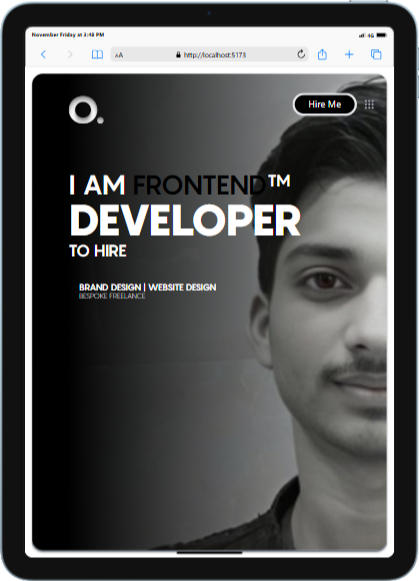 November Friday at 3:48 PM
4G
AA
http://localhost:5173
O.
Hire Me
I AM FRONTEND™
DEVELOPER
TO HIRE
BRAND DESIGN | WEBSITE DESIGN
BESPOKE FREELANCE